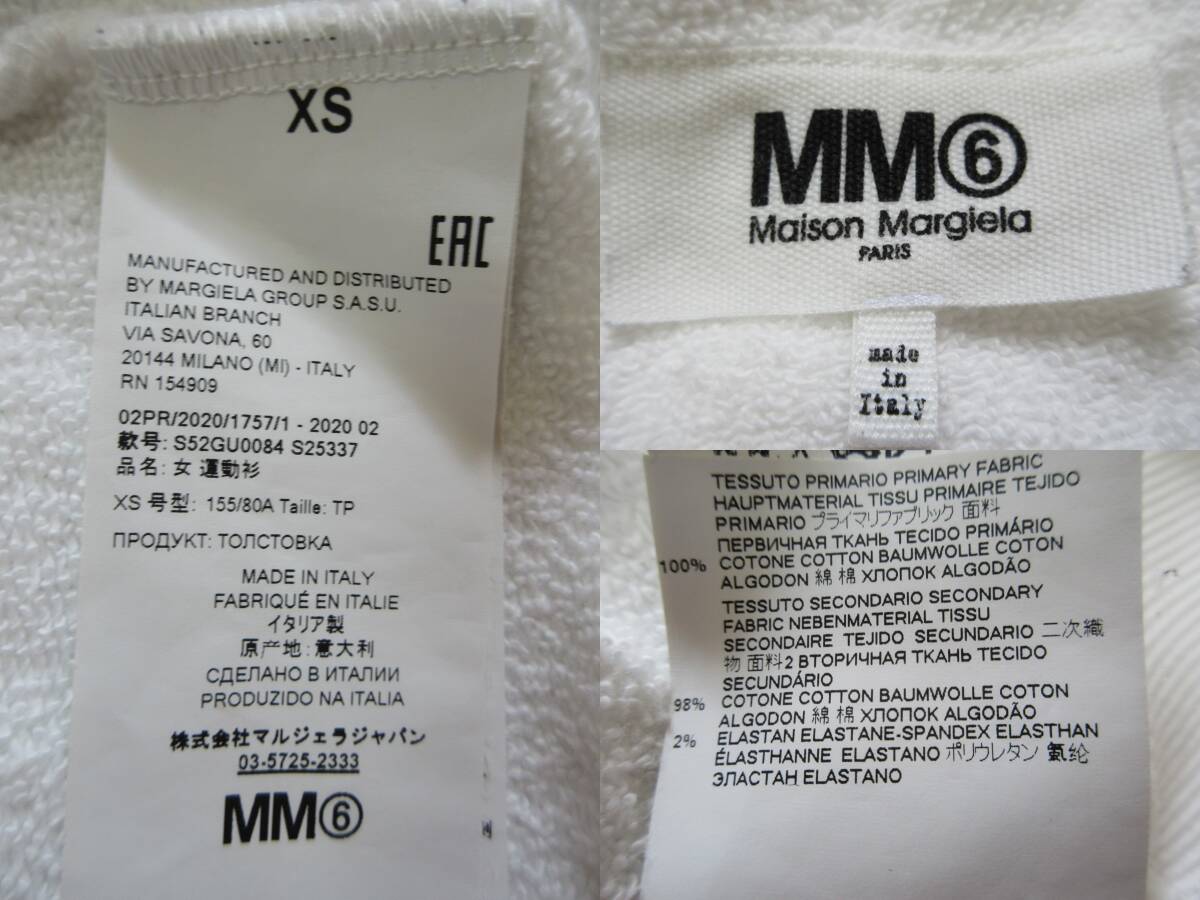 XS
EAC
MANUFACTURED AND DISTRIBUTED
BY MARGIELA GROUP S.A.S.U.
ITALIAN BRANCH
VIA SAVONA, 60
20144 MILANO (MI) - ITALY
RN 154909
02PR/2020/1757/1 - 2020 02
款号: S52GU0084 S25337
品名: 女 運動衫
XS 号型: 155/80A Taille: TP
ПРОДУКТ: ТОЛСТОВКА
MADE IN ITALY
FABRIQUÉ EN ITALIE
イタリア製
原产地: 意大利
СДЕЛАНО В ИТАЛИИ
PRODUZIDO NA ITALIA
株式会社マルジェラジャパン
03-5725-2333
MM⑥
MM⑥
Maison Margiela
PARIS
made
in
Italy
TESSUTO PRIMARIO PRIMARY FABRIC
HAUPTMATERIAL TISSU PRIMAIRE TEJIDO
PRIMARIO プライマリファブリック 面料
ПЕРВИЧНАЯ ТКАНЬ TECIDO PRIMÁRIO
100% COTONE COTTON BAUMWOLLE COTON
ALGODON 綿 棉 ХЛОПОК ALGODÃO
TESSUTO SECONDARIO SECONDARY
FABRIC NEBENMATERIAL TISSU
SECONDAIRE TEJIDO SECUNDARIO 二次織
物 面料2 ВТОРИЧНАЯ ТКАНЬ TECIDO
SECUNDÁRIO
98% COTONE COTTON BAUMWOLLE COTON
ALGODON 綿 棉 ХЛОПОК ALGODÃO
2% ELASTAN ELASTANE-SPANDEX ELASTHAN
ÉLASTHANNE ELASTANO ポリウレタン 氨纶
ЭЛАСТАН ELASTANO